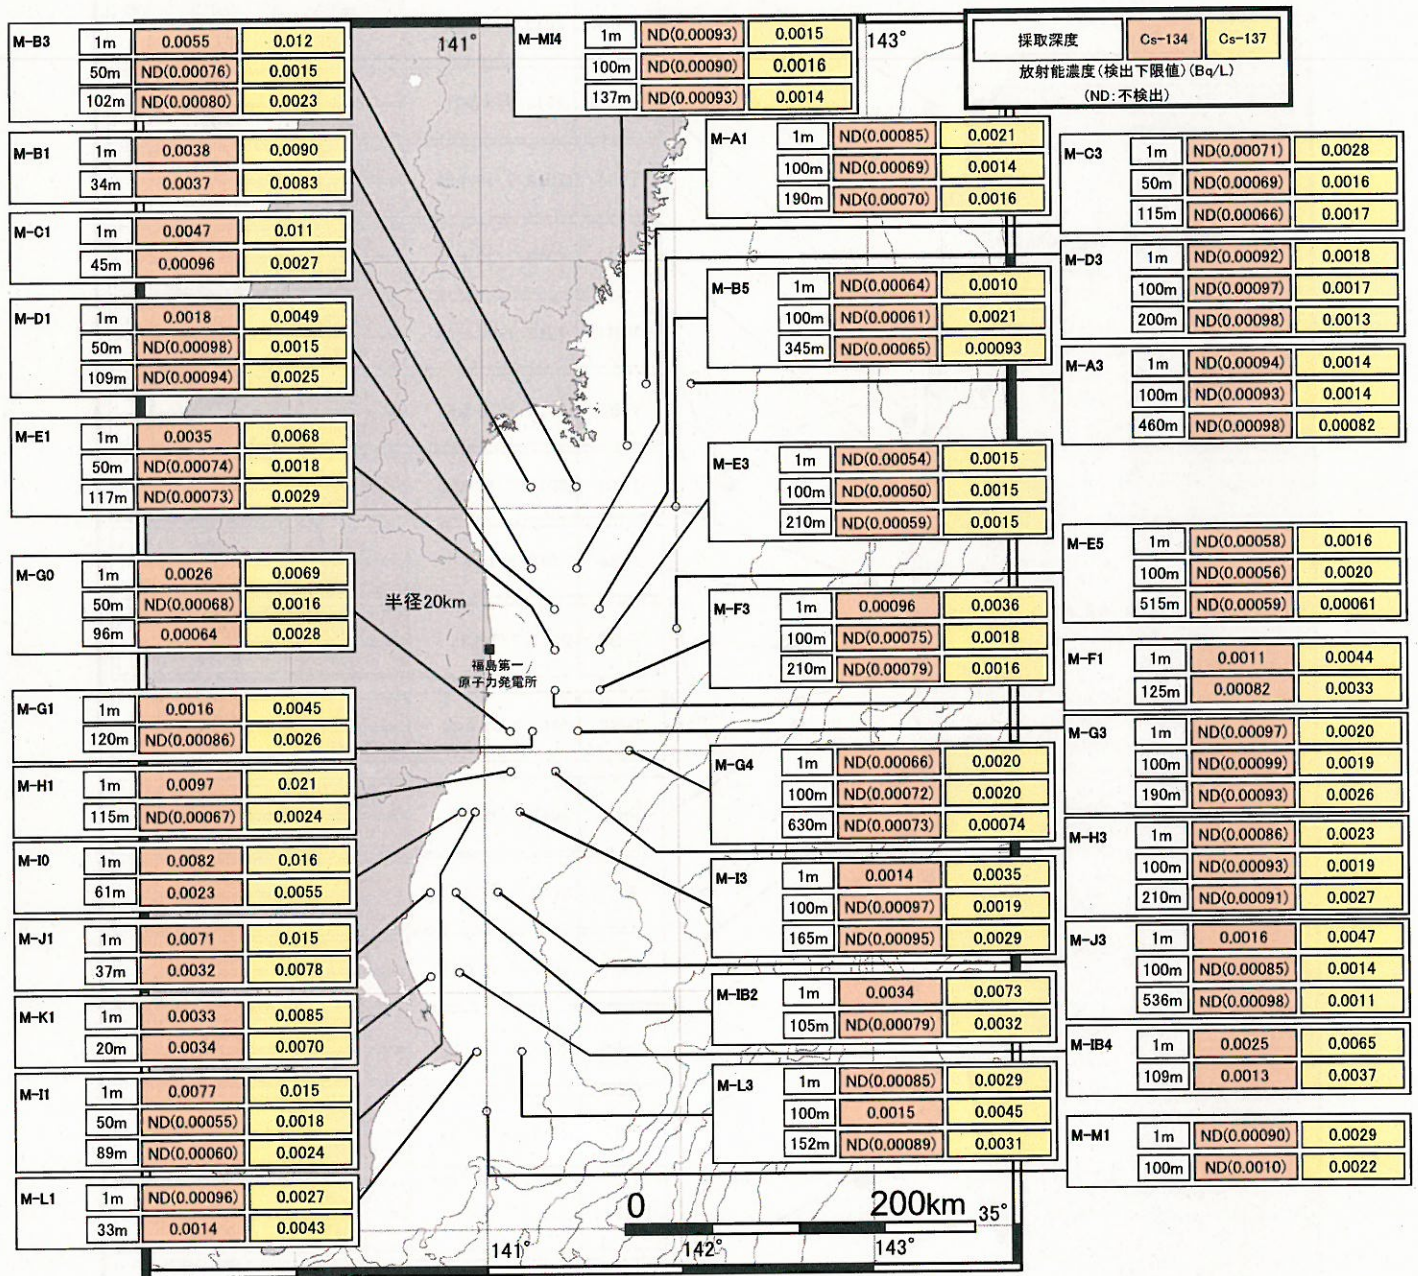 141°
143°
採取深度 Cs-134 Cs-137
放射能濃度(検出下限値)(Bq/L)
(ND:不検出)
M-B3 1m 0.0055 0.012
50m ND(0.00076) 0.0015
102m ND(0.00080) 0.0023
M-MI4 1m ND(0.00093) 0.0015
100m ND(0.00090) 0.0016
137m ND(0.00093) 0.0014
M-B1 1m 0.0038 0.0090
34m 0.0037 0.0083
M-A1 1m ND(0.00085) 0.0021
100m ND(0.00069) 0.0014
190m ND(0.00070) 0.0016
M-C3 1m ND(0.00071) 0.0028
50m ND(0.00069) 0.0016
115m ND(0.00066) 0.0017
M-C1 1m 0.0047 0.011
45m 0.00096 0.0027
M-D3 1m ND(0.00092) 0.0018
100m ND(0.00097) 0.0017
200m ND(0.00098) 0.0013
M-B5 1m ND(0.00064) 0.0010
100m ND(0.00061) 0.0021
345m ND(0.00065) 0.00093
M-D1 1m 0.0018 0.0049
50m ND(0.00098) 0.0015
109m ND(0.00094) 0.0025
M-A3 1m ND(0.00094) 0.0014
100m ND(0.00093) 0.0014
460m ND(0.00098) 0.00082
M-E1 1m 0.0035 0.0068
50m ND(0.00074) 0.0018
117m ND(0.00073) 0.0029
M-E3 1m ND(0.00054) 0.0015
100m ND(0.00050) 0.0015
210m ND(0.00059) 0.0015
M-E5 1m ND(0.00058) 0.0016
100m ND(0.00056) 0.0020
515m ND(0.00059) 0.00061
M-G0 1m 0.0026 0.0069
50m ND(0.00068) 0.0016
96m 0.00064 0.0028
半径20km
福島第一
原子力発電所
M-F3 1m 0.00096 0.0036
100m ND(0.00075) 0.0018
210m ND(0.00079) 0.0016
M-F1 1m 0.0011 0.0044
125m 0.00082 0.0033
M-G1 1m 0.0016 0.0045
120m ND(0.00086) 0.0026
M-G3 1m ND(0.00097) 0.0020
100m ND(0.00099) 0.0019
190m ND(0.00093) 0.0026
M-G4 1m ND(0.00066) 0.0020
100m ND(0.00072) 0.0020
630m ND(0.00073) 0.00074
M-H1 1m 0.0097 0.021
115m ND(0.00067) 0.0024
M-H3 1m ND(0.00086) 0.0023
100m ND(0.00093) 0.0019
210m ND(0.00091) 0.0027
M-I0 1m 0.0082 0.016
61m 0.0023 0.0055
M-I3 1m 0.0014 0.0035
100m ND(0.00097) 0.0019
165m ND(0.00095) 0.0029
M-J1 1m 0.0071 0.015
37m 0.0032 0.0078
M-J3 1m 0.0016 0.0047
100m ND(0.00085) 0.0014
536m ND(0.00098) 0.0011
M-IB2 1m 0.0034 0.0073
105m ND(0.00079) 0.0032
M-K1 1m 0.0033 0.0085
20m 0.0034 0.0070
M-IB4 1m 0.0025 0.0065
109m 0.0013 0.0037
M-I1 1m 0.0077 0.015
50m ND(0.00055) 0.0018
89m ND(0.00060) 0.0024
M-L3 1m ND(0.00085) 0.0029
100m 0.0015 0.0045
152m ND(0.00089) 0.0031
M-M1 1m ND(0.00090) 0.0029
100m ND(0.0010) 0.0022
M-L1 1m ND(0.00096) 0.0027
33m 0.0014 0.0043
0 200km
35°
141°
142°
143°